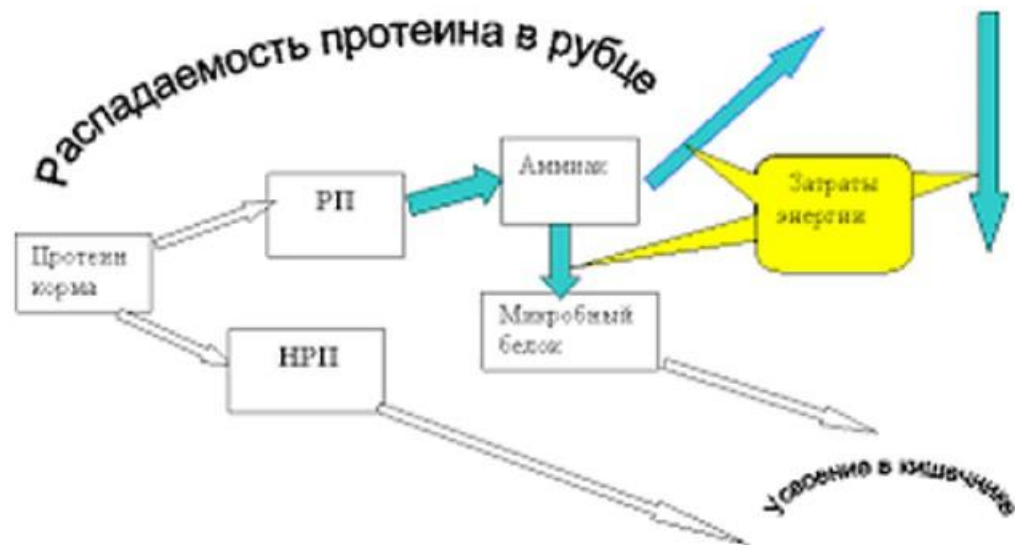 Распадаемость протеина в рубце
Аммиак
Затраты
энергии
РП
Протеин
корма
Микробный
белок
НРП
Усвоение в кишечнике